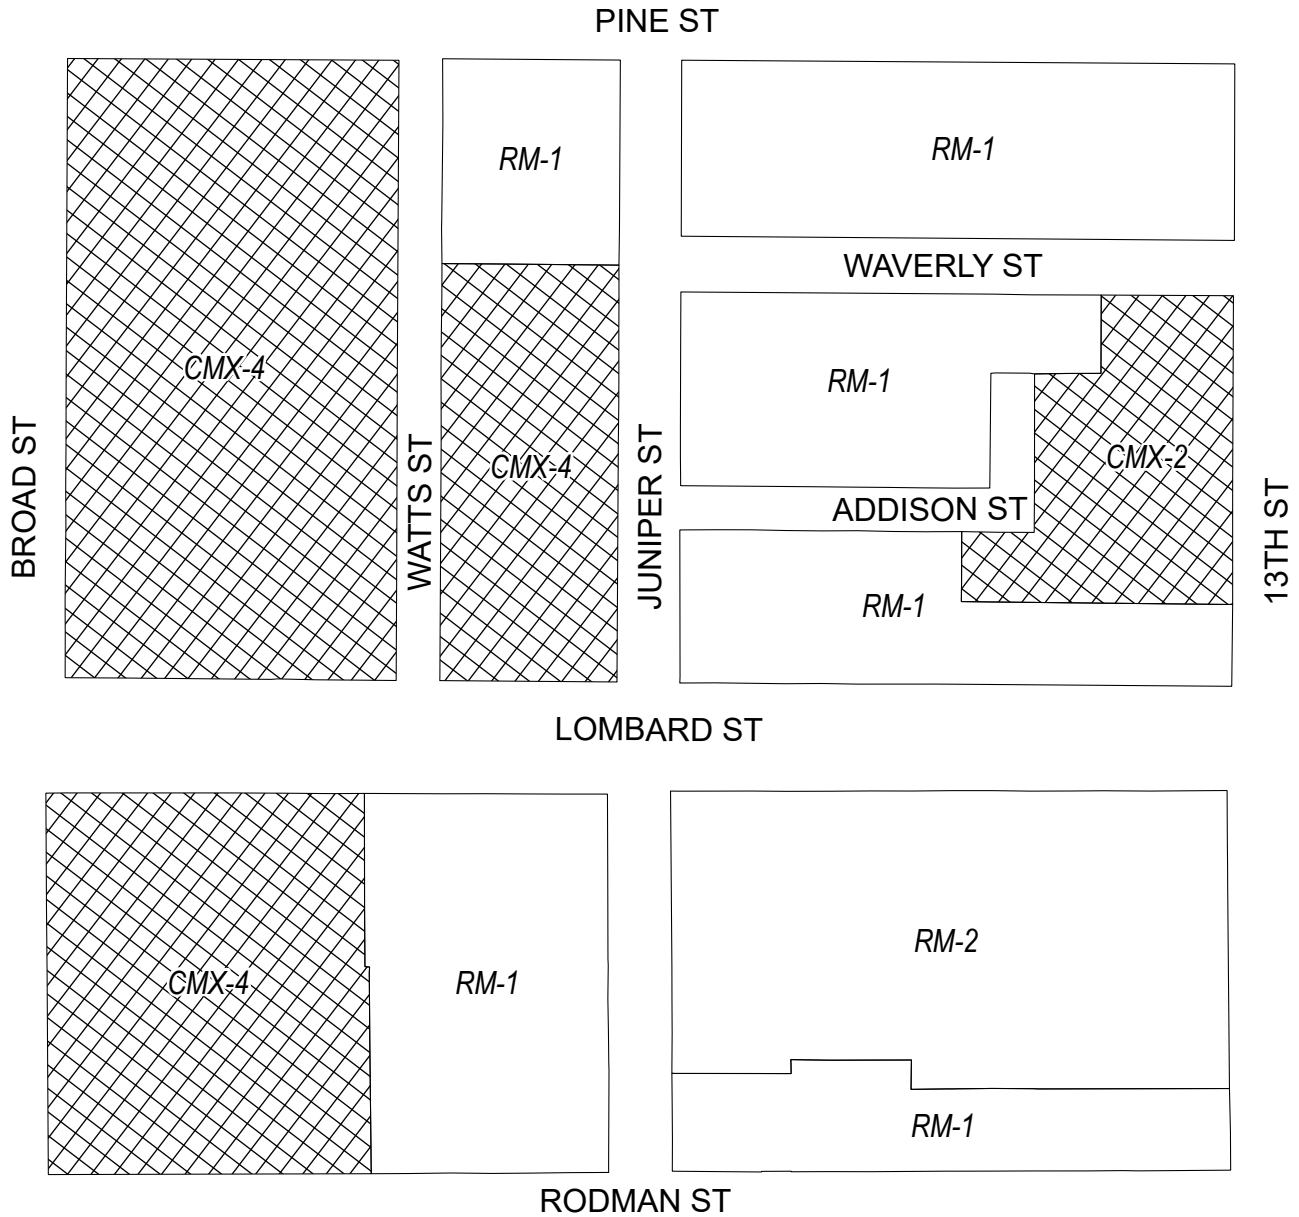 PINE ST
RM-1
RM-1
WAVERLY ST
CMX-4
RM-1
CMX-4
CMX-2
BROAD ST
WATTS ST
JUNIPER ST
ADDISON ST
13TH ST
RM-1
LOMBARD ST
RM-2
CMX-4
RM-1
RM-1
RODMAN ST